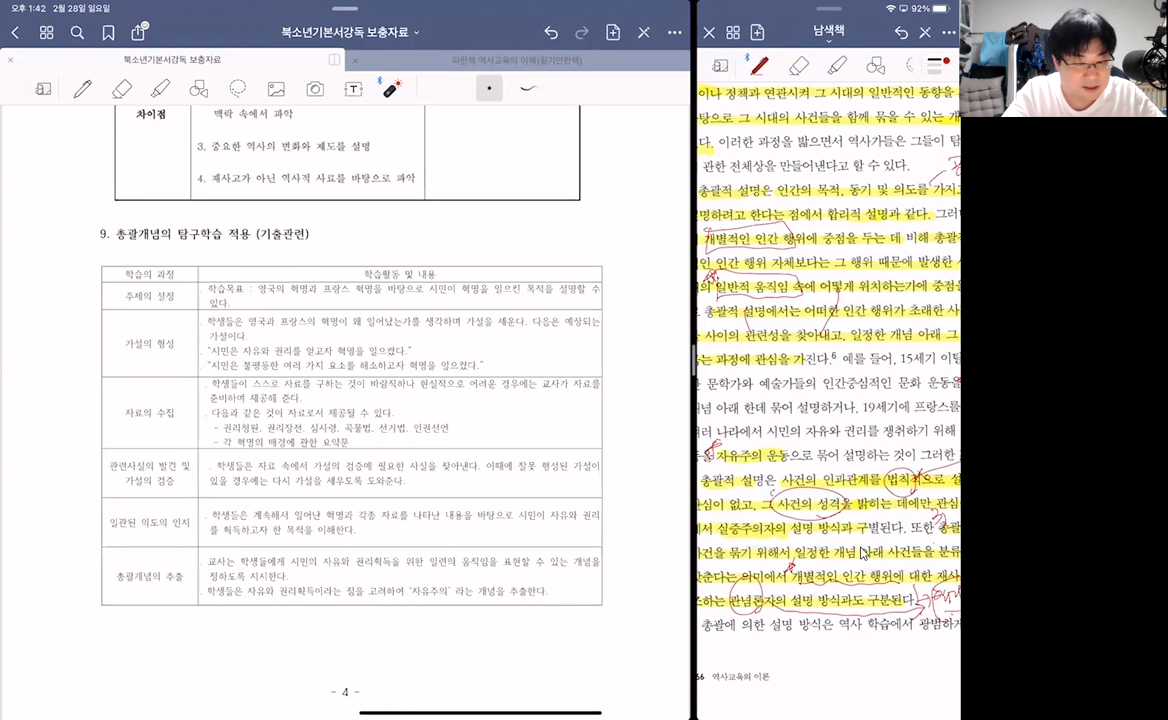 오후 1:42 2월 28일 일요일
92%
북소년기본서강독 보충자료
남색책
북소년기본서강독 보충자료
파란책 역사교육의 이해(필기안한책)
차이점
맥락 속에서 파악
3. 중요한 역사의 변화와 제도를 설명
4. 재사고가 아닌 역사적 사료를 바탕으로 파악
9. 총괄개념의 탐구학습 적용 (기술관련)
학습의 과정
학습활동 및 내용
주제의 설정
. 학습목표 : 영국의 혁명과 프랑스 혁명을 바탕으로 시민이 혁명을 일으킨 목적을 설명할 수
있다.
가설의 형성
. 학생들은 영국과 프랑스의 혁명이 왜 일어났는가를 생각하며 가설을 세운다. 다음은 예상되는
가설이다.
. "시민은 자유와 권리를 얻고자 혁명을 일으켰다."
. "시민은 불평등한 여러 가지 요소를 해소하고자 혁명을 일으켰다."
자료의 수집
. 학생들이 스스로 자료를 구하는 것이 바람직하나 현실적으로 어려운 경우에는 교사가 자료를
준비하여 제공해 준다.
. 다음과 같은 것이 자료로서 제공될 수 있다.
- 권리청원, 권리장전, 심사령, 곡물법, 선거법, 인권선언
- 각 혁명의 배경에 관한 요약문
관련사실의 발견 및
가설의 검증
. 학생들은 자료 속에서 가설의 검증에 필요한 사실을 찾아낸다. 이때에 잘못 형성된 가설이
있을 경우에는 다시 가설을 세우도록 도와준다.
일관된 의도의 인지
. 학생들은 계속해서 일어난 혁명과 각종 자료를 나타난 내용을 바탕으로 시민이 자유와 권리
를 획득하고자 한 목적을 이해한다.
총괄개념의 추출
. 교사는 학생들에게 시민의 자유와 권리획득을 위한 일련의 움직임을 표현할 수 있는 개념을
정하도록 지시한다.
. 학생들은 자유와 권리획득이라는 점을 고려하여 '자유주의' 라는 개념을 추출한다.
- 4 -
이나 정책과 연관시켜 그 시대의 일반적인 동향을
탕으로 그 시대의 사건들을 함께 묶을 수 있는 개
다. 이러한 과정을 밟으면서 역사가들은 그들이 탐
관한 전체상을 만들어낸다고 할 수 있다.
총괄적 설명은 인간의 목적, 동기 및 의도를 가지고
설명하려고 한다는 점에서 합리적 설명과 같다. 그러
개별적인 인간 행위에 중점을 두는 데 비해 총괄적
인 인간 행위 자체보다는 그 행위 때문에 발생한 사
의 일반적 움직임 속에 어떻게 위치하는가에 중점을
총괄적 설명에서는 어떠한 인간 행위가 초래한 사
사이의 관련성을 찾아내고, 일정한 개념 아래 그
는 과정에 관심을 가진다.6 예를 들어, 15세기 이탈
문학가와 예술가들의 인간중심적인 문화 운동을
념 아래 한데 묶어 설명하거나, 19세기에 프랑스를
러 나라에서 시민의 자유와 권리를 쟁취하기 위해
을 자유주의 운동으로 묶어 설명하는 것이 그러한
총괄적 설명은 사건의 인과관계를 법칙적으로 설
관심이 없고, 그 사건의 성격을 밝히는 데에만 관심
에서 실증주의자의 설명 방식과 구별된다. 또한 총괄
사건을 묶기 위해서 일정한 개념 아래 사건들을 분류
춘다는 의미에서 개별적인 인간 행위에 대한 재사
하는 관념론자의 설명 방식과도 구분된다.
총괄에 의한 설명 방식은 역사 학습에서 광범하게
66 역사교육의 이론